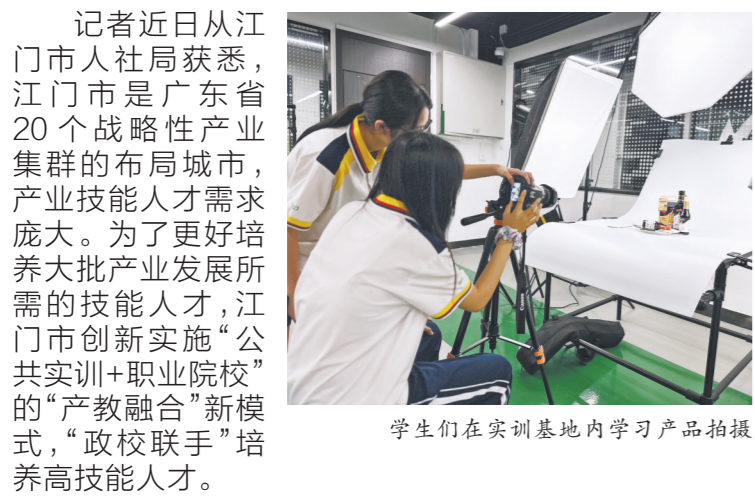 记者近日从江
门市人社局获悉，
江门市是广东省
20个战略性产业
集群的布局城市，
产业技能人才需求
庞大。为了更好培
养大批产业发展所
需的技能人才，江
门市创新实施“公
共实训+职业院校”
的“产教融合”新模
式，“政校联手”培
养高技能人才。
学生们在实训基地内学习产品拍摄